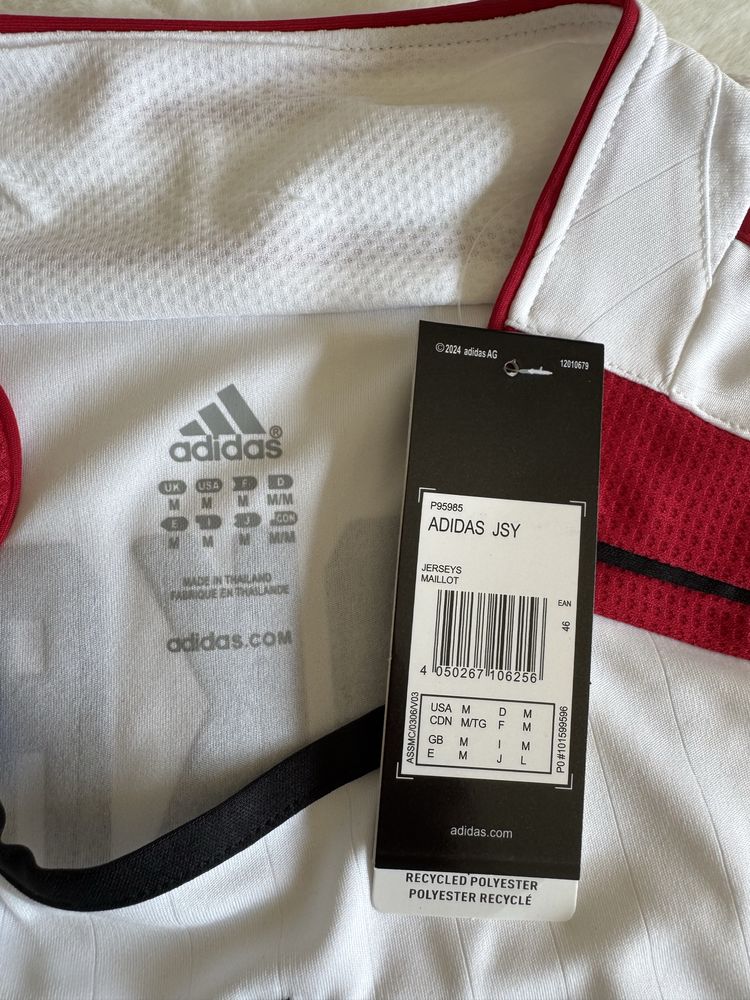 adidas®
UK USA F D
M M M M/M
E I J CDN
M M M M/M
MADE IN THAILAND
FABRIQUE EN THAILANDE
adidas.COM
©2024 adidas AG
12010679
P95985
ADIDAS JSY
JERSEYS
MAILLOT
EAN
46
4 050267 106256
ASSMC/0306/V03
USA M D M
CDN M/TG F M
GB M I M
E M J L
PO #101599596
adidas.com
RECYCLED POLYESTER
POLYESTER RECYCLÉ